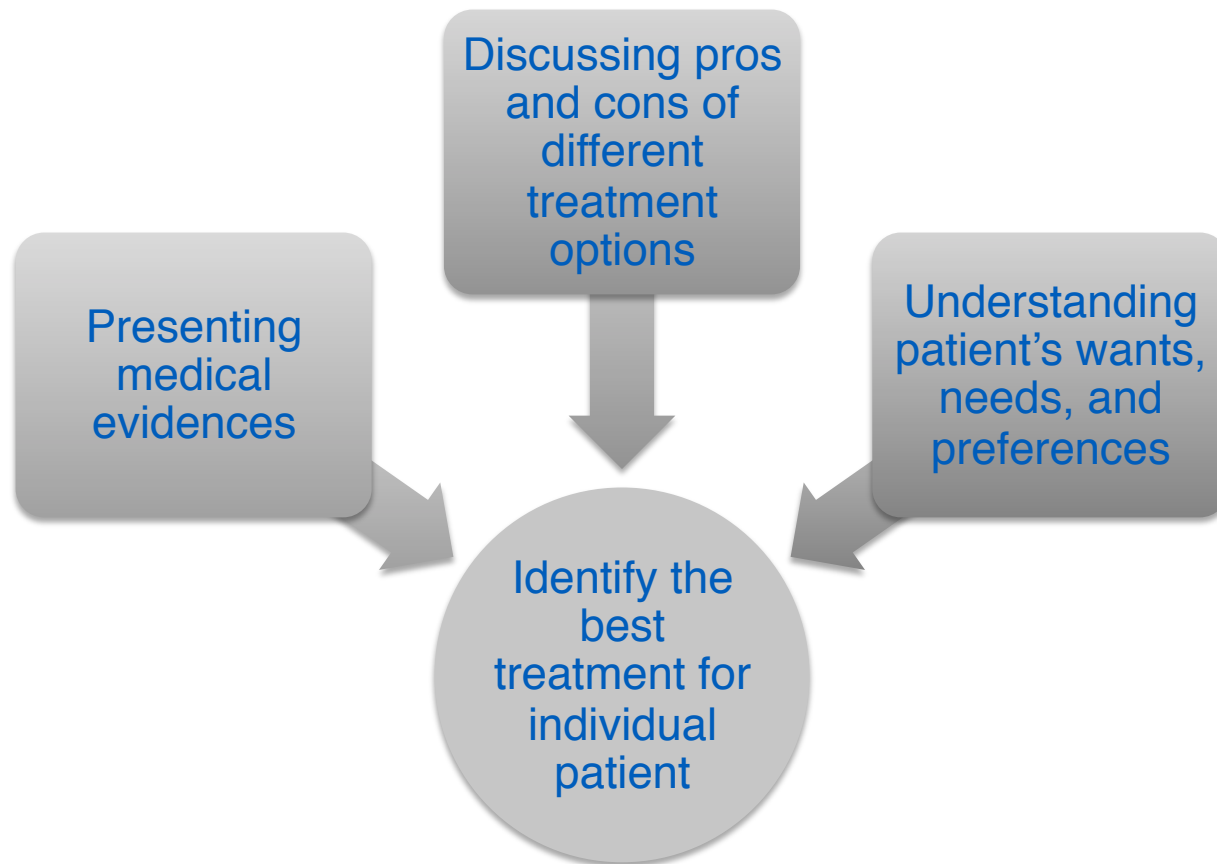 Discussing pros
and cons of
different
treatment
options
Presenting
medical
evidences
Understanding
patient’s wants,
needs, and
preferences
Identify the
best
treatment for
individual
patient